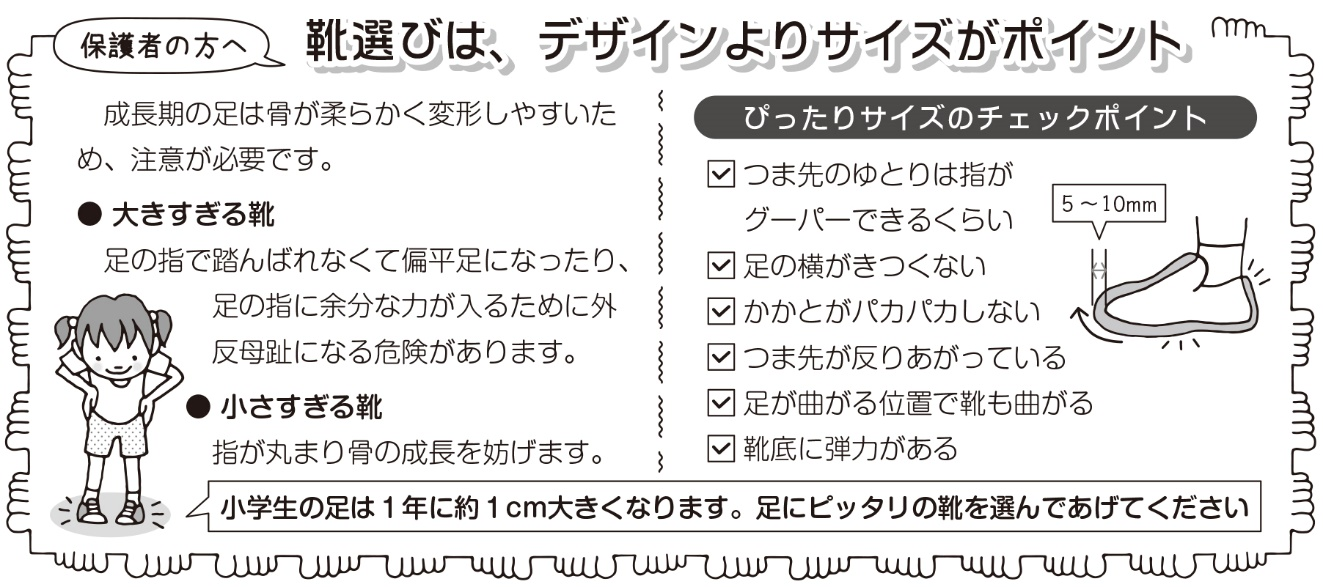 保護者の方へ
靴選びは、デザインよりサイズがポイント
成長期の足は骨が柔らかく変形しやすいた
め、注意が必要です。
● 大きすぎる靴
足の指で踏んばれなくて偏平足になったり、
足の指に余分な力が入るために外
反母趾になる危険があります。
● 小さすぎる靴
指が丸まり骨の成長を妨げます。
ぴったりサイズのチェックポイント
つま先のゆとりは指が
グーパーできるくらい
足の横がきつくない
かかとがパカパカしない
つま先が反りあがっている
足が曲がる位置で靴も曲がる
靴底に弾力がある
5～10mm
小学生の足は1年に約1cm大きくなります。足にピッタリの靴を選んであげてください